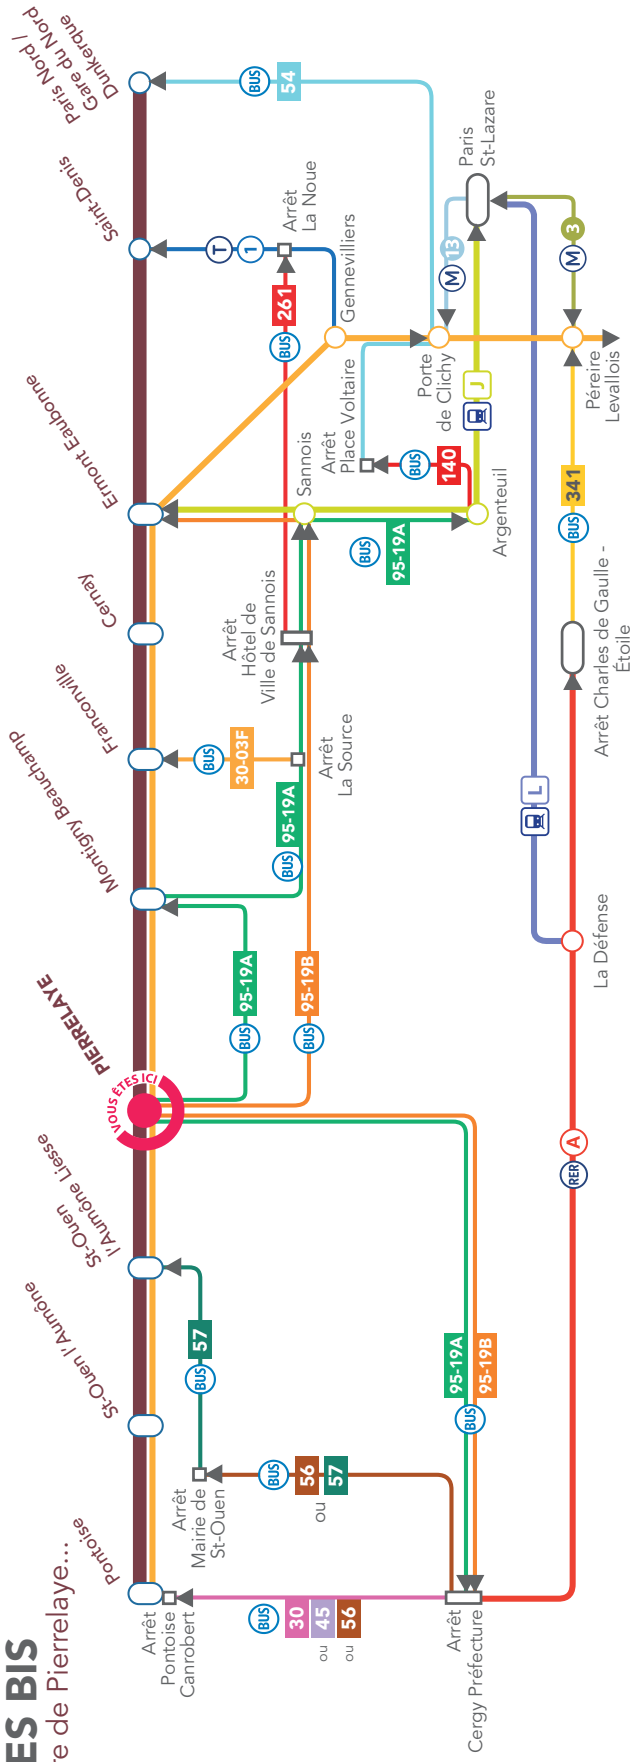 ES BIS
re de Pierrelaye...
Pontoise
St-Ouen l'Aumône
St-Ouen
l'Aumône Liesse
PIERRELAYE
VOUS ÊTES ICI
Montigny Beauchamp
Franconville
Cernay
Ermont Eaubonne
Saint-Denis
Paris Nord /
Gare du Nord
Dunkerque
Arrêt
Pontoise
Canrobert
BUS
30
ou
45
ou
56
Arrêt
Cergy Préfecture
Arrêt
Mairie de
St-Ouen
BUS
57
BUS
56
ou
57
BUS
95-19A
95-19B
BUS
95-19A
BUS
95-19B
BUS
95-19A
BUS
30-03F
Arrêt
La Source
Arrêt
Hôtel de
Ville de Sannois
BUS
261
Arrêt
La Noue
T
1
Gennevilliers
Sannois
BUS
95-19A
Argenteuil
BUS
140
Arrêt
Place Voltaire
BUS
54
Porte
de Clichy
M
13
J
Paris
St-Lazare
M
3
Péreire
Levallois
BUS
341
Arrêt Charles de Gaulle -
Étoile
L
La Défense
RER
A